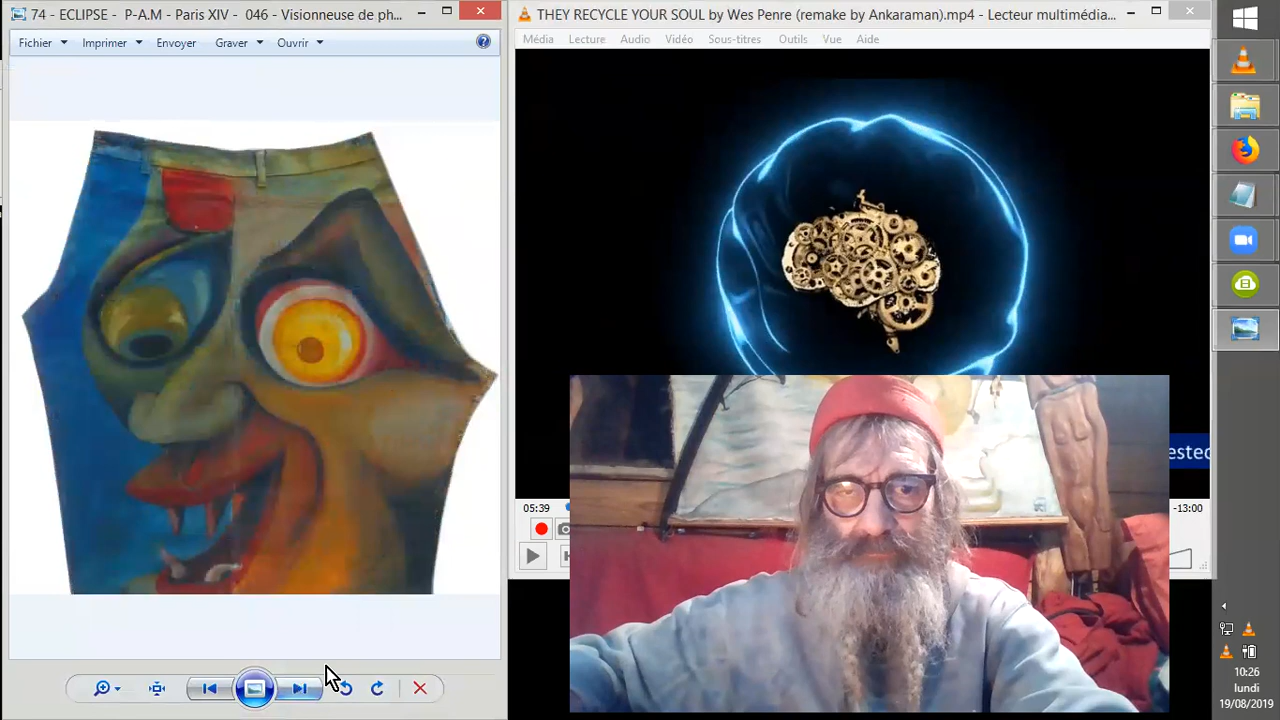 74 - ECLIPSE - P-A.M - Paris XIV - 046 - Visionneuse de ph...
Fichier Imprimer Envoyer Graver Ouvrir
THEY RECYCLE YOUR SOUL by Wes Penre (remake by Ankaraman).mp4 - Lecteur multimédia...
Média Lecture Audio Vidéo Sous-titres Outils Vue Aide
ested
05:39
-13:00
10:26
lundi
19/08/2019